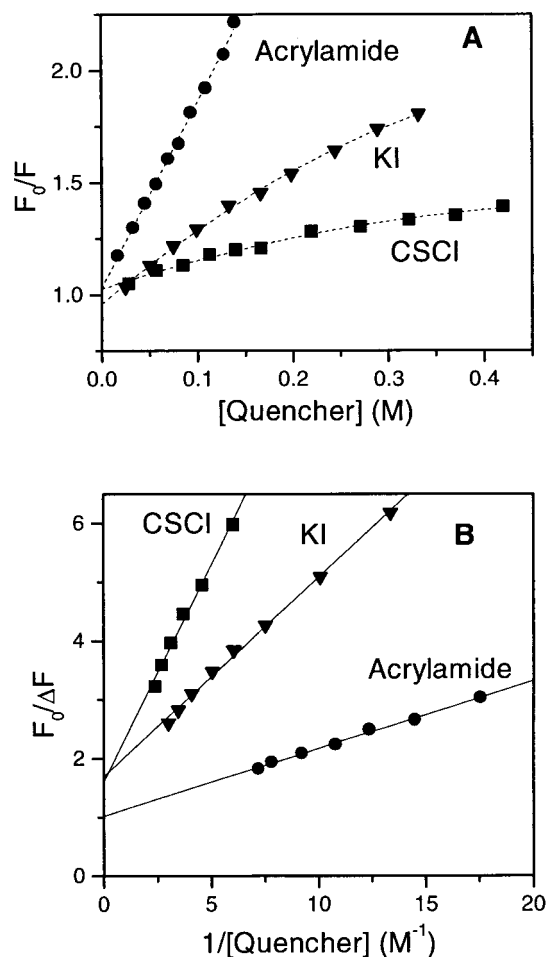 A
Acrylamide
KI
CSCI
F0/F
2.0
1.5
1.0
0.0 0.1 0.2 0.3 0.4
[Quencher] (M)
B
CSCI
KI
Acrylamide
F0/ΔF
6
4
2
0
0 5 10 15 20
1/[Quencher] (M⁻¹)